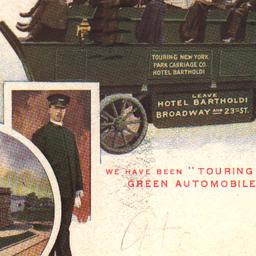 TOURING NEW YORK
PARK CARRIAGE CO.
HOTEL BARTHOLDI
LEAVE
HOTEL BARTHOLDI
BROADWAY AND 23RD ST.
WE HAVE BEEN "TOURING
GREEN AUTOMOBILE